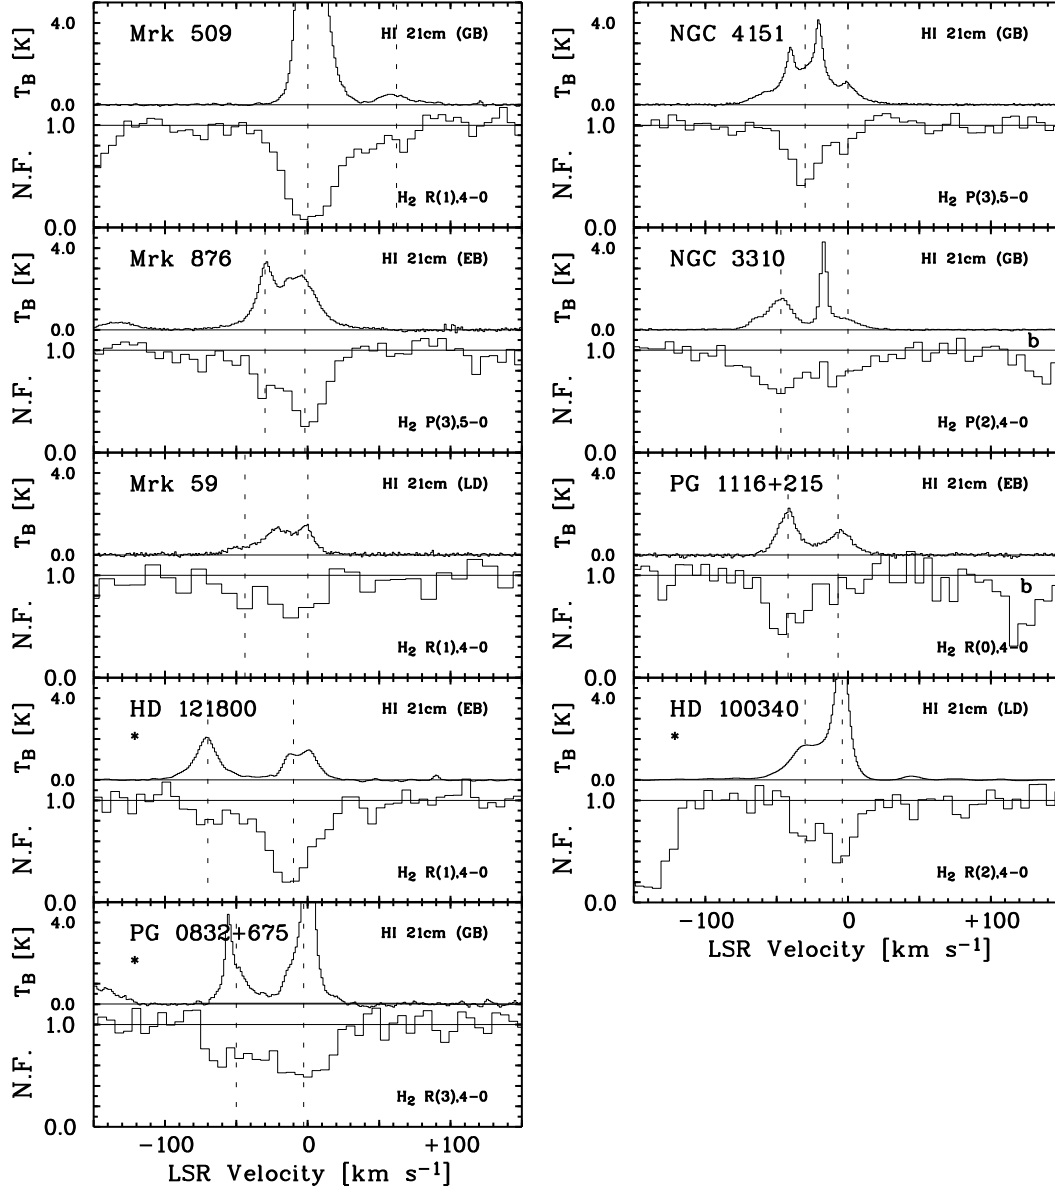 Mrk 509
HI 21cm (GB)
T_B [K]
4.0
0.0
1.0
N.F.
H₂ R(1),4-0
0.0
Mrk 876
HI 21cm (EB)
T_B [K]
4.0
0.0
1.0
N.F.
H₂ P(3),5-0
0.0
Mrk 59
HI 21cm (LD)
T_B [K]
4.0
0.0
1.0
N.F.
H₂ R(1),4-0
0.0
HD 121800
*
HI 21cm (EB)
T_B [K]
4.0
0.0
1.0
N.F.
H₂ R(1),4-0
0.0
PG 0832+675
*
HI 21cm (GB)
T_B [K]
4.0
0.0
1.0
N.F.
H₂ R(3),4-0
0.0
-100 0 +100
LSR Velocity [km s⁻¹]
NGC 4151
HI 21cm (GB)
T_B [K]
4.0
0.0
1.0
N.F.
H₂ P(3),5-0
0.0
NGC 3310
HI 21cm (GB)
T_B [K]
4.0
0.0
b
1.0
N.F.
H₂ P(2),4-0
0.0
PG 1116+215
HI 21cm (EB)
T_B [K]
4.0
0.0
1.0
b
N.F.
H₂ R(0),4-0
0.0
HD 100340
*
HI 21cm (LD)
T_B [K]
4.0
0.0
1.0
N.F.
H₂ R(2),4-0
0.0
-100 0 +100
LSR Velocity [km s⁻¹]